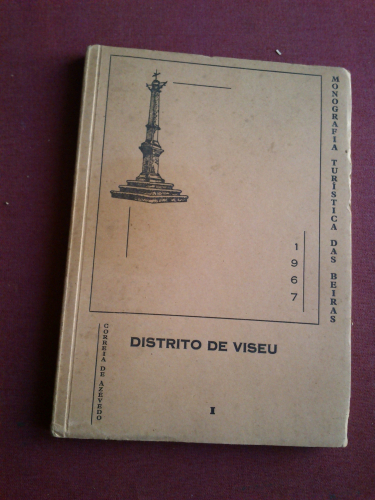 MONOGRAFIA TURÍSTICA DAS BEIRAS
1967
CORREIA DE AZEVEDO
DISTRITO DE VISEU
I